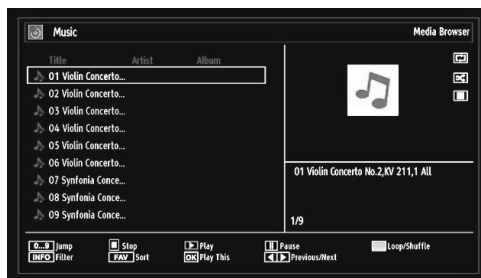 Music
Media Browser
Title Artist Album
01 Violin Concerto...
02 Violin Concerto...
03 Violin Concerto...
04 Violin Concerto...
05 Violin Concerto...
06 Violin Concerto...
07 Synfonia Conce...
08 Synfonia Conce...
09 Synfonia Conce...
01 Violin Concerto No.2,KV 211,1 All
1/9
0...9 Jump Stop Play Pause Loop/Shuffle
INFO Filter FAV Sort OK Play This Previous/Next